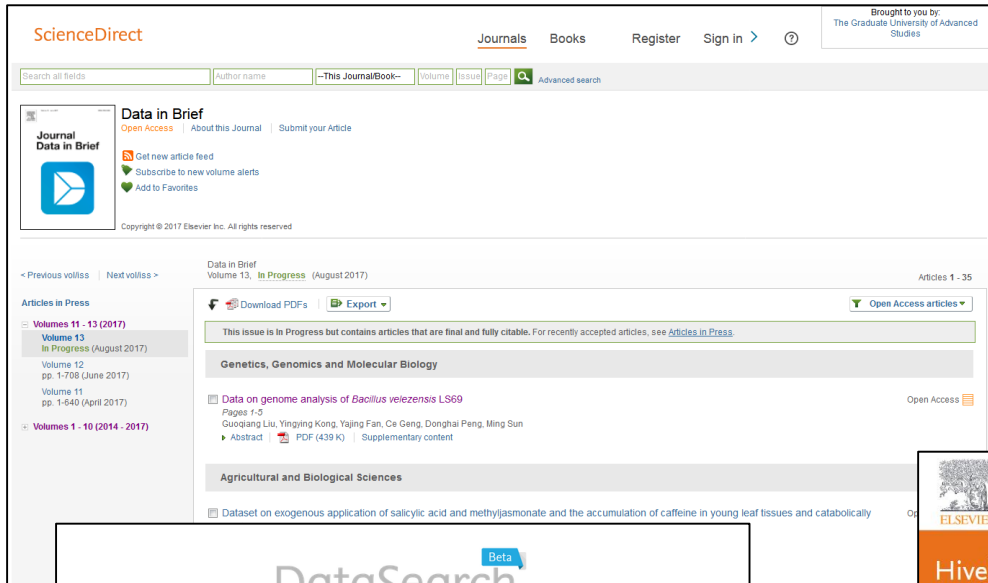 Brought to you by:
The Graduate University of Advanced
Studies
ScienceDirect
Journals Books Register Sign in > ?
Search all fields Author name --This Journal/Book-- Volume Issue Page Advanced search
Journal
Data in Brief
Data in Brief
Open Access | About this Journal | Submit your Article
Get new article feed
Subscribe to new volume alerts
Add to Favorites
Copyright © 2017 Elsevier Inc. All rights reserved
< Previous vol/iss | Next vol/iss >
Articles in Press
Volumes 11 - 13 (2017)
Volume 13
In Progress (August 2017)
Volume 12
pp. 1-708 (June 2017)
Volume 11
pp. 1-640 (April 2017)
Volumes 1 - 10 (2014 - 2017)
Data in Brief
Volume 13, In Progress (August 2017)
Articles 1 - 35
Download PDFs | Export
Open Access articles
This issue is In Progress but contains articles that are final and fully citable. For recently accepted articles, see Articles in Press.
Genetics, Genomics and Molecular Biology
Data on genome analysis of Bacillus velezensis LS69
Open Access
Pages 1-5
Guoqiang Liu, Yingying Kong, Yajing Fan, Ce Geng, Donghai Peng, Ming Sun
Abstract | PDF (439 K) | Supplementary content
Agricultural and Biological Sciences
Dataset on exogenous application of salicylic acid and methyljasmonate and the accumulation of caffeine in young leaf tissues and catabolically
Beta
DataSearch
ELSEVIE
Hive